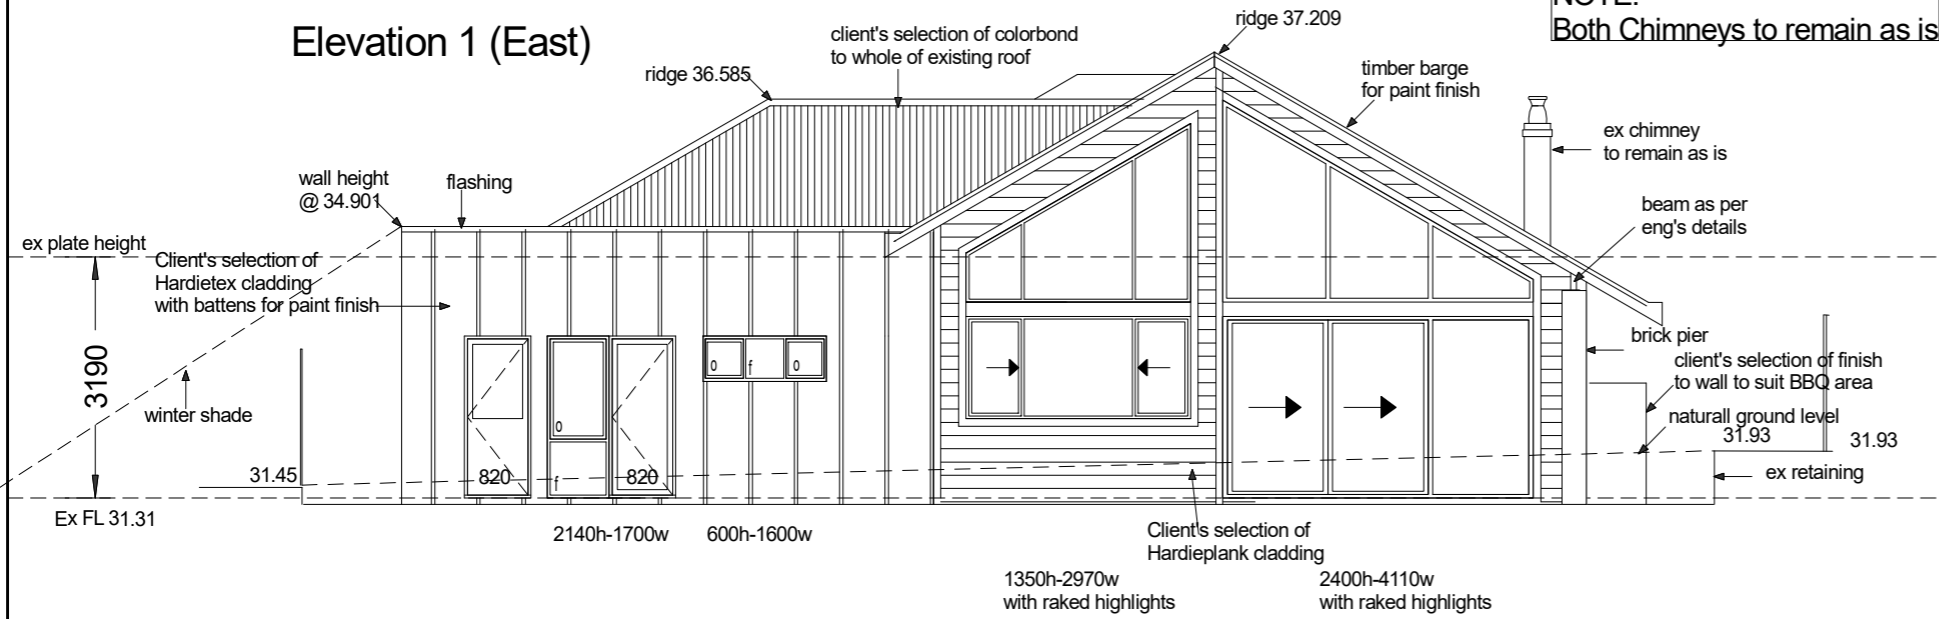 NOTE:
Both Chimneys to remain as is
Elevation 1 (East)
ridge 37.209
client's selection of colorbond
to whole of existing roof
ridge 36.585
timber barge
for paint finish
ex chimney
to remain as is
wall height
@ 34.901
flashing
beam as per
eng's details
ex plate height
Client's selection of
Hardietex cladding
with battens for paint finish
3190
winter shade
brick pier
client's selection of finish
to wall to suit BBQ area
naturall ground level
31.93
31.93
0
f
0
0
31.45
820
f
820
ex retaining
Ex FL 31.31
2140h-1700w
600h-1600w
Client's selection of
Hardieplank cladding
1350h-2970w
with raked highlights
2400h-4110w
with raked highlights